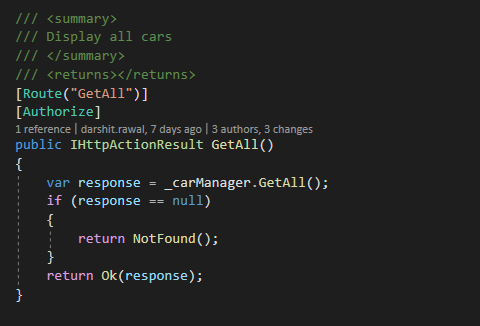 /// <summary>
/// Display all cars
/// </summary>
/// <returns></returns>
[Route("GetAll")]
[Authorize]
1 reference | darshit.rawal, 7 days ago | 3 authors, 3 changes
public IHttpActionResult GetAll()
{
    var response = _carManager.GetAll();
    if (response == null)
    {
        return NotFound();
    }
    return Ok(response);
}